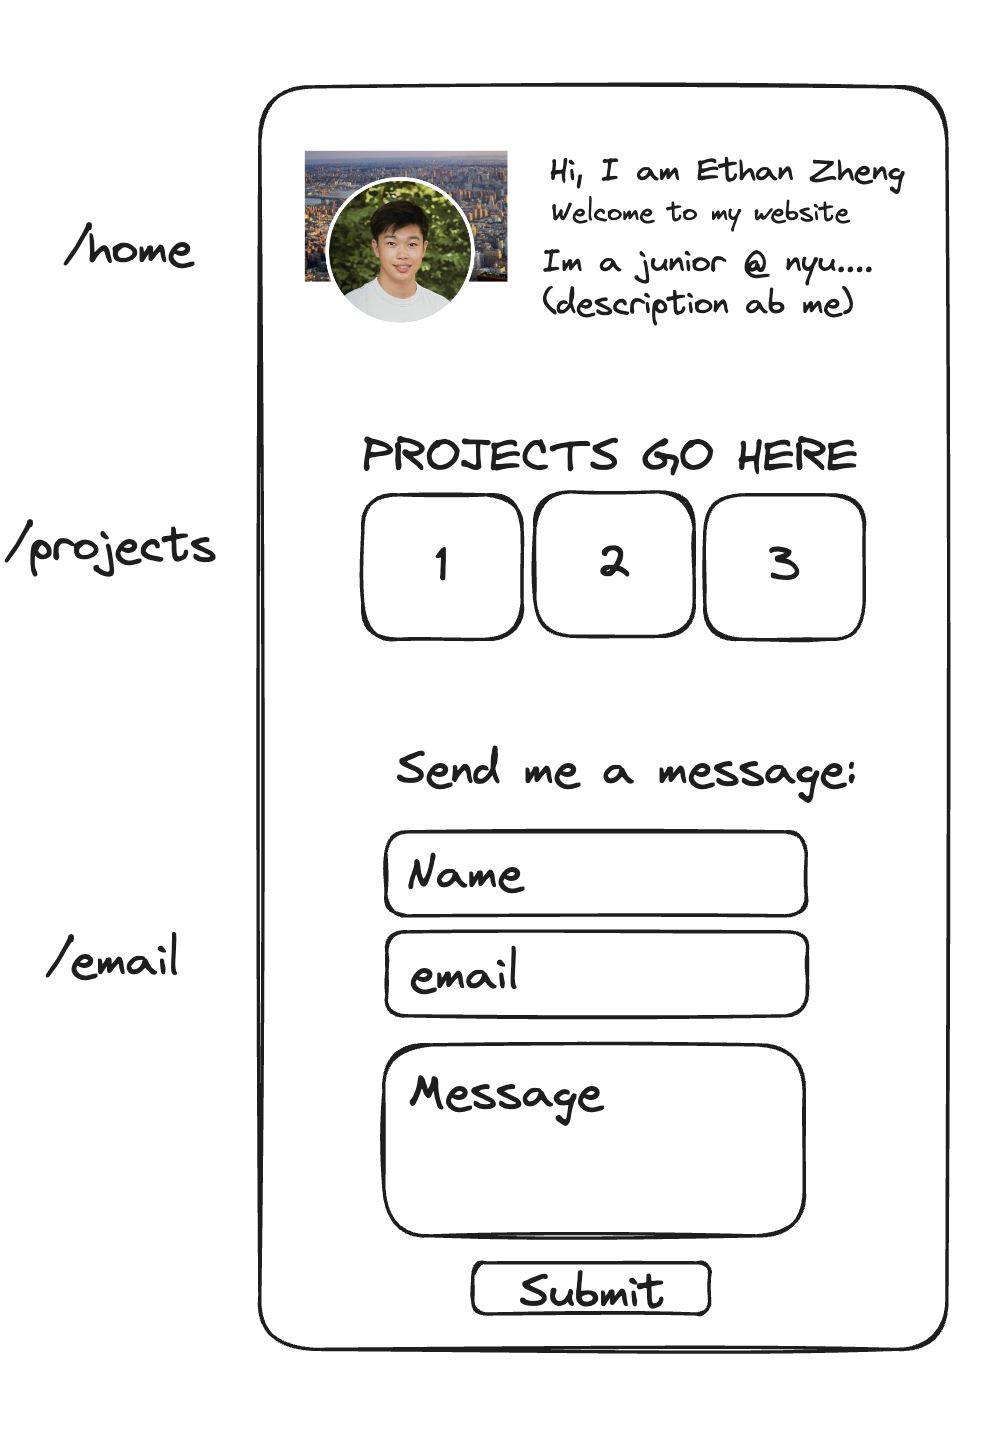 Hi, I am Ethan Zheng
Welcome to my website
/home
Im a junior @ nyu....
(description ab me)
PROJECTS GO HERE
/projects
1 2 3
Send me a message:
Name
/email
email
Message
Submit